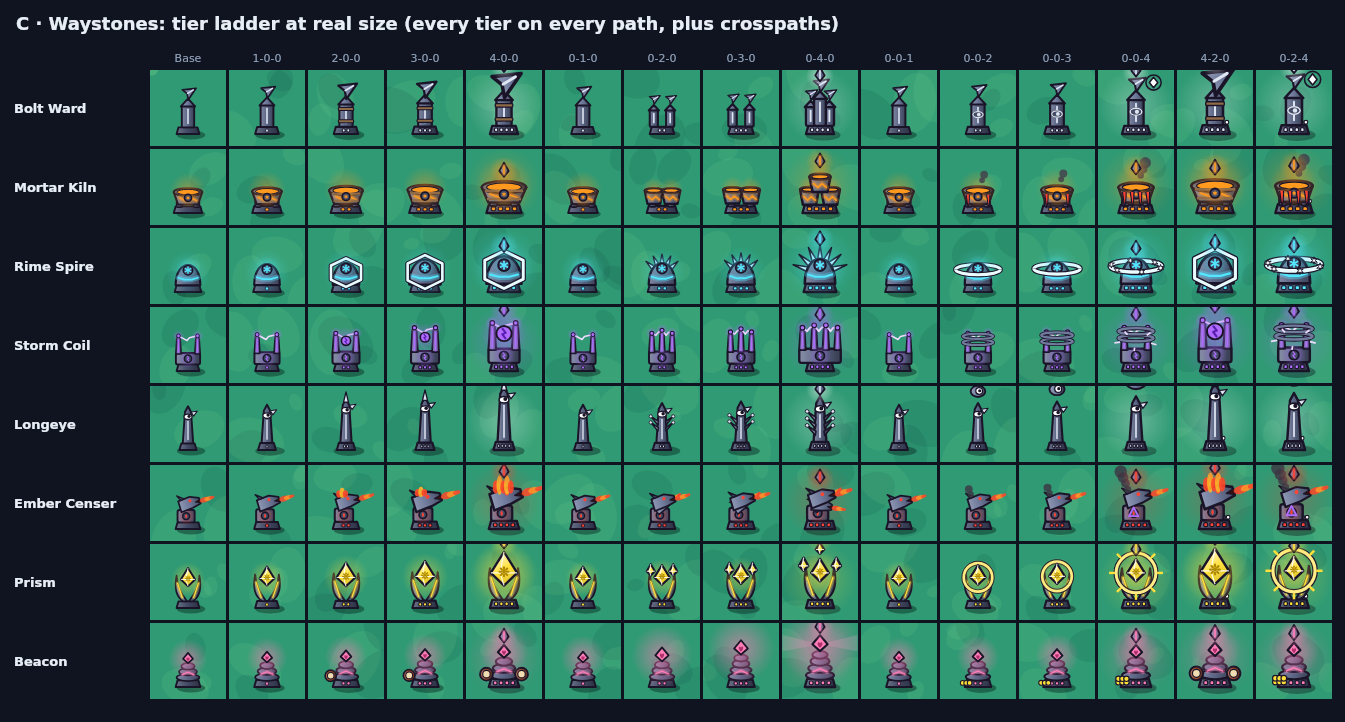 C · Waystones: tier ladder at real size (every tier on every path, plus crosspaths)
Base 1-0-0 2-0-0 3-0-0 4-0-0 0-1-0 0-2-0 0-3-0 0-4-0 0-0-1 0-0-2 0-0-3 0-0-4 4-2-0 0-2-4
Bolt Ward
Mortar Kiln
Rime Spire
Storm Coil
Longeye
Ember Censer
Prism
Beacon